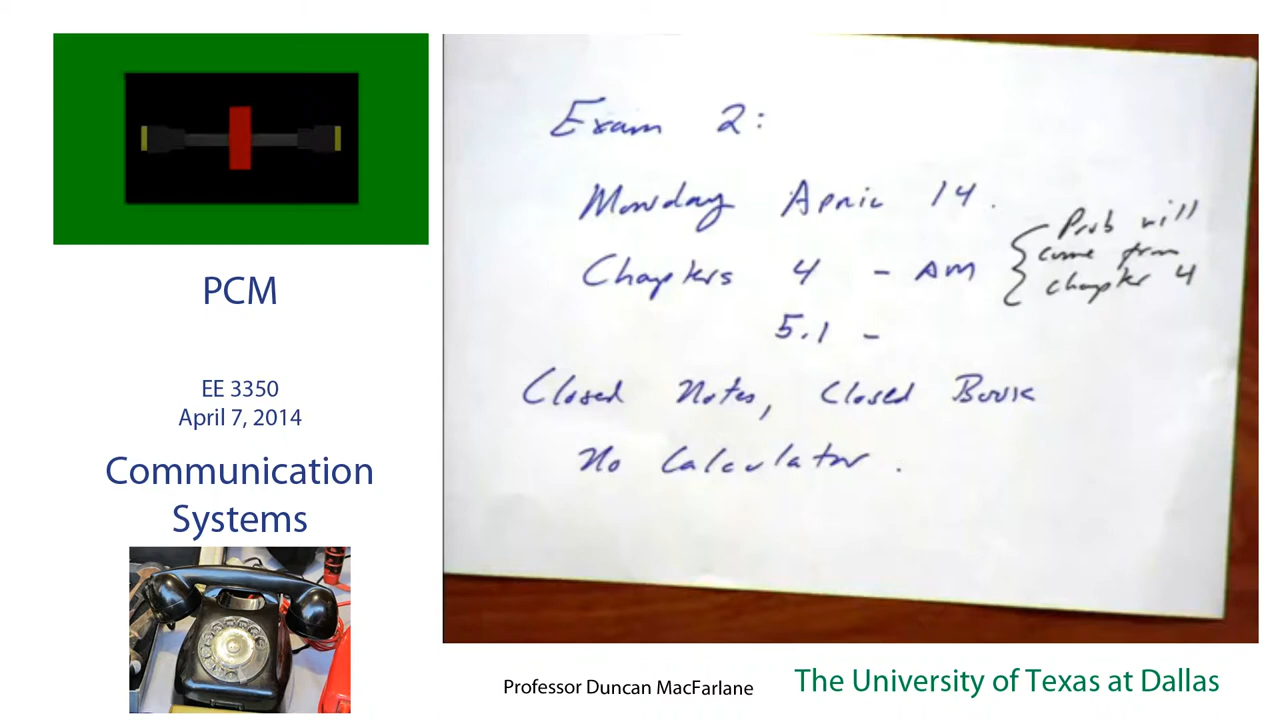 PCM
EE 3350
April 7, 2014
Communication
Systems
Exam 2:
Monday April 14.
Chapters 4 - AM { Prob will
come from
chapter 4
5.1 -
Closed Notes, Closed Book
No Calculator.
Professor Duncan MacFarlane
The University of Texas at Dallas